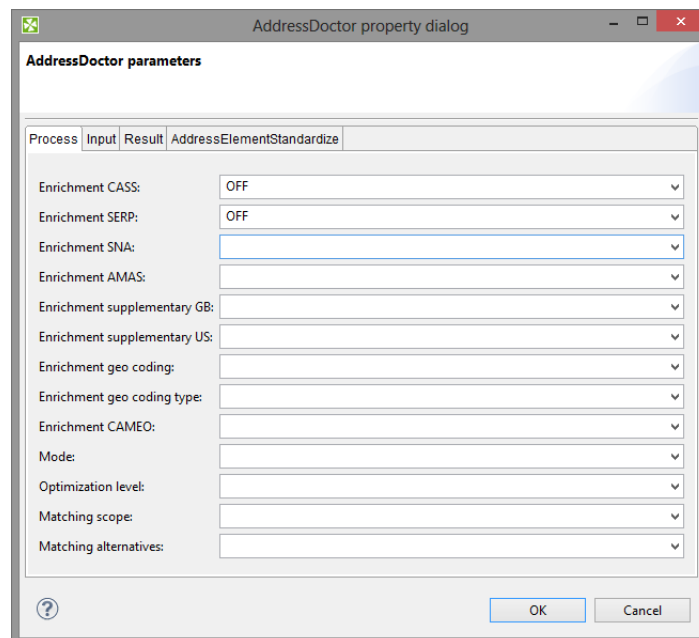 AddressDoctor property dialog
AddressDoctor parameters
Process Input Result AddressElementStandardize
Enrichment CASS: OFF
Enrichment SERP: OFF
Enrichment SNA:
Enrichment AMAS:
Enrichment supplementary GB:
Enrichment supplementary US:
Enrichment geo coding:
Enrichment geo coding type:
Enrichment CAMEO:
Mode:
Optimization level:
Matching scope:
Matching alternatives:
? OK Cancel